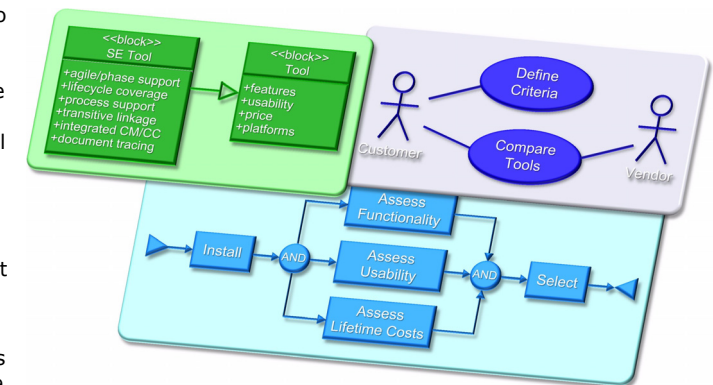 <<block>>
SE Tool
+agile/phase support
+lifecycle coverage
+process support
+transitive linkage
+integrated CM/CC
+document tracing
<<block>>
Tool
+features
+usability
+price
+platforms
Define
Criteria
Compare
Tools
Customer
Vendor
Install
AND
Assess
Functionality
Assess
Usability
Assess
Lifetime Costs
AND
Select